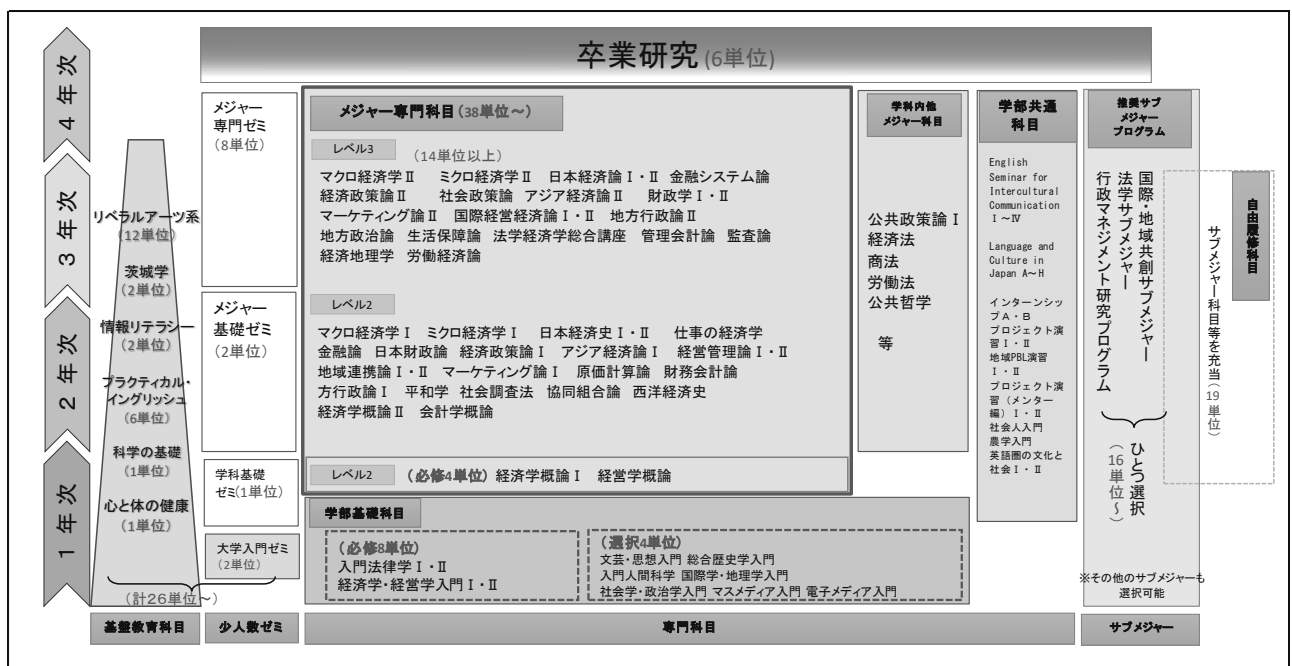 卒業研究(6単位)
4年次
3年次
2年次
1年次
リベラルアーツ系
(12単位)
茨城学
(2単位)
情報リテラシー
(2単位)
プラクティカル・
イングリッシュ
(6単位)
科学の基礎
(1単位)
心と体の健康
(1単位)
(計26単位~)
基盤教育科目
メジャー
専門ゼミ
(8単位)
メジャー
基礎ゼミ
(2単位)
学科基礎
ゼミ(1単位)
大学入門ゼミ
(2単位)
少人数ゼミ
メジャー専門科目(38単位~)
レベル3 (14単位以上)
マクロ経済学Ⅱ ミクロ経済学Ⅱ 日本経済論Ⅰ・Ⅱ 金融システム論
経済政策論Ⅱ 社会政策論 アジア経済論Ⅱ 財政学Ⅰ・Ⅱ
マーケティング論Ⅱ 国際経営経済論Ⅰ・Ⅱ 地方行政論Ⅱ
地方政治論 生活保障論 法学経済学総合講座 管理会計論 監査論
経済地理学 労働経済論
レベル2
マクロ経済学Ⅰ ミクロ経済学Ⅰ 日本経済史Ⅰ・Ⅱ 仕事の経済学
金融論 日本財政論 経済政策論Ⅰ アジア経済論Ⅰ 経営管理論Ⅰ・Ⅱ
地域連携論Ⅰ・Ⅱ マーケティング論Ⅰ 原価計算論 財務会計論
方行政論Ⅰ 平和学 社会調査法 協同組合論 西洋経済史
経済学概論Ⅱ 会計学概論
レベル2 (必修4単位) 経済学概論Ⅰ 経営学概論
学部基礎科目
(必修8単位)
入門法律学Ⅰ・Ⅱ
経済学・経営学入門Ⅰ・Ⅱ
(選択4単位)
文芸・思想入門 総合歴史学入門
入門人間科学 国際学・地理学入門
社会学・政治学入門 マスメディア入門 電子メディア入門
専門科目
学科内他
メジャー科目
公共政策論Ⅰ
経済法
商法
労働法
公共哲学
等
学部共通
科目
English
Seminar for
Intercultural
Communication
Ⅰ~Ⅳ
Language and
Culture in
Japan A~H
インターンシッ
プA・B
プロジェクト演
習Ⅰ・Ⅱ
地域PBL演習
Ⅰ・Ⅱ
プロジェクト演
習(メンター
編)Ⅰ・Ⅱ
社会人入門
農学入門
英語圏の文化と
社会Ⅰ・Ⅱ
推奨サブ
メジャー
プログラム
国際・地域共創サブメジャー
法学サブメジャー
行政マネジメント研究プログラム
ひとつ選択
(16単位~)
※その他のサブメジャーも
選択可能
サブメジャー
自由履修科目
サブメジャー科目等を充当(19単位)